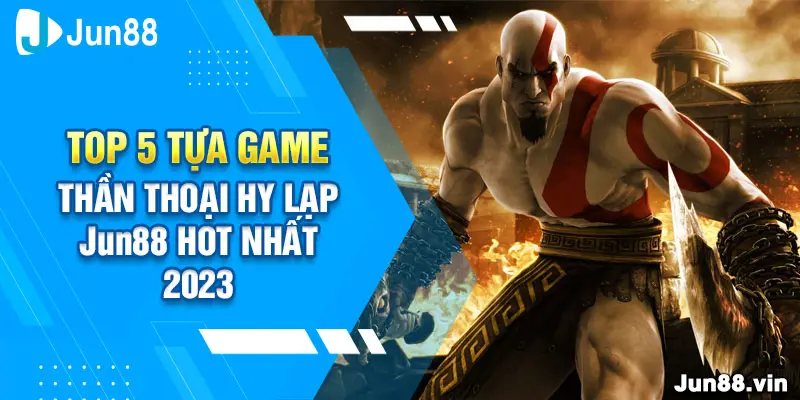 Jun88
TOP 5 TỰA GAME
THẦN THOẠI HY LẠP
Jun88 HOT NHẤT
2023
Jun88.vin